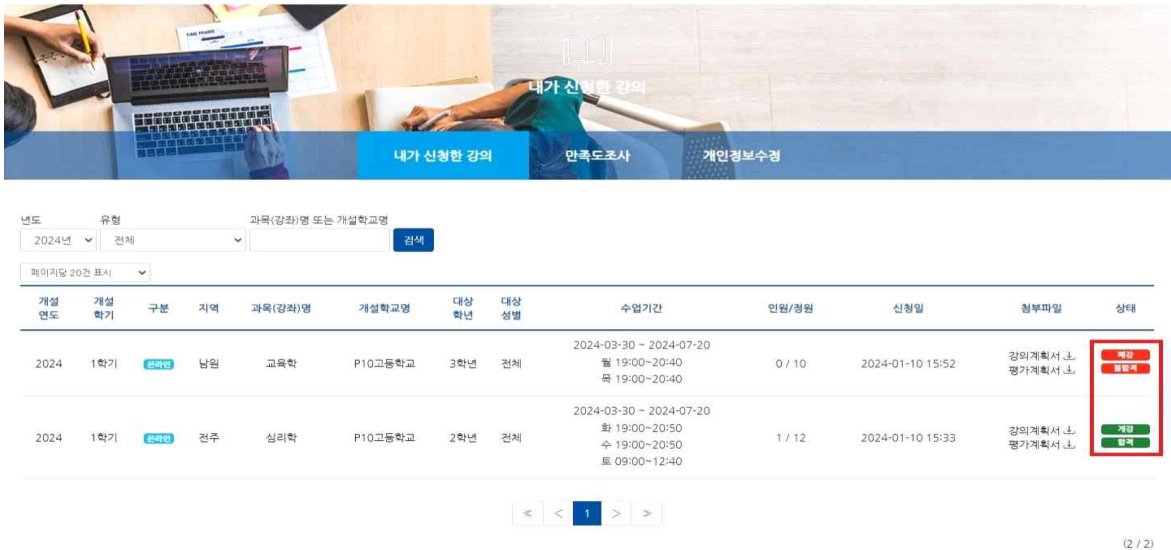 TIME FRAME
내가 신청한 강의
내가 신청한 강의 만족도조사 개인정보수정
년도 유형 과목(강좌)명 또는 개설학교명
2024년 전체 검색
페이지당 20건 표시
개설연도 개설학기 구분 지역 과목(강좌)명 개설학교명 대상학년 대상성별 수업기간 인원/정원 신청일 첨부파일 상태
2024 1학기 온라인 남원 교육학 P10고등학교 3학년 전체 2024-03-30 ~ 2024-07-20 월 19:00~20:40 목 19:00~20:40 0 / 10 2024-01-10 15:52 강의계획서 평가계획서 폐강 불합격
2024 1학기 온라인 전주 심리학 P10고등학교 2학년 전체 2024-03-30 ~ 2024-07-20 화 19:00~20:50 수 19:00~20:50 토 09:00~12:40 1 / 12 2024-01-10 15:33 강의계획서 평가계획서 개강 합격
« < 1 > »
(2 / 2)